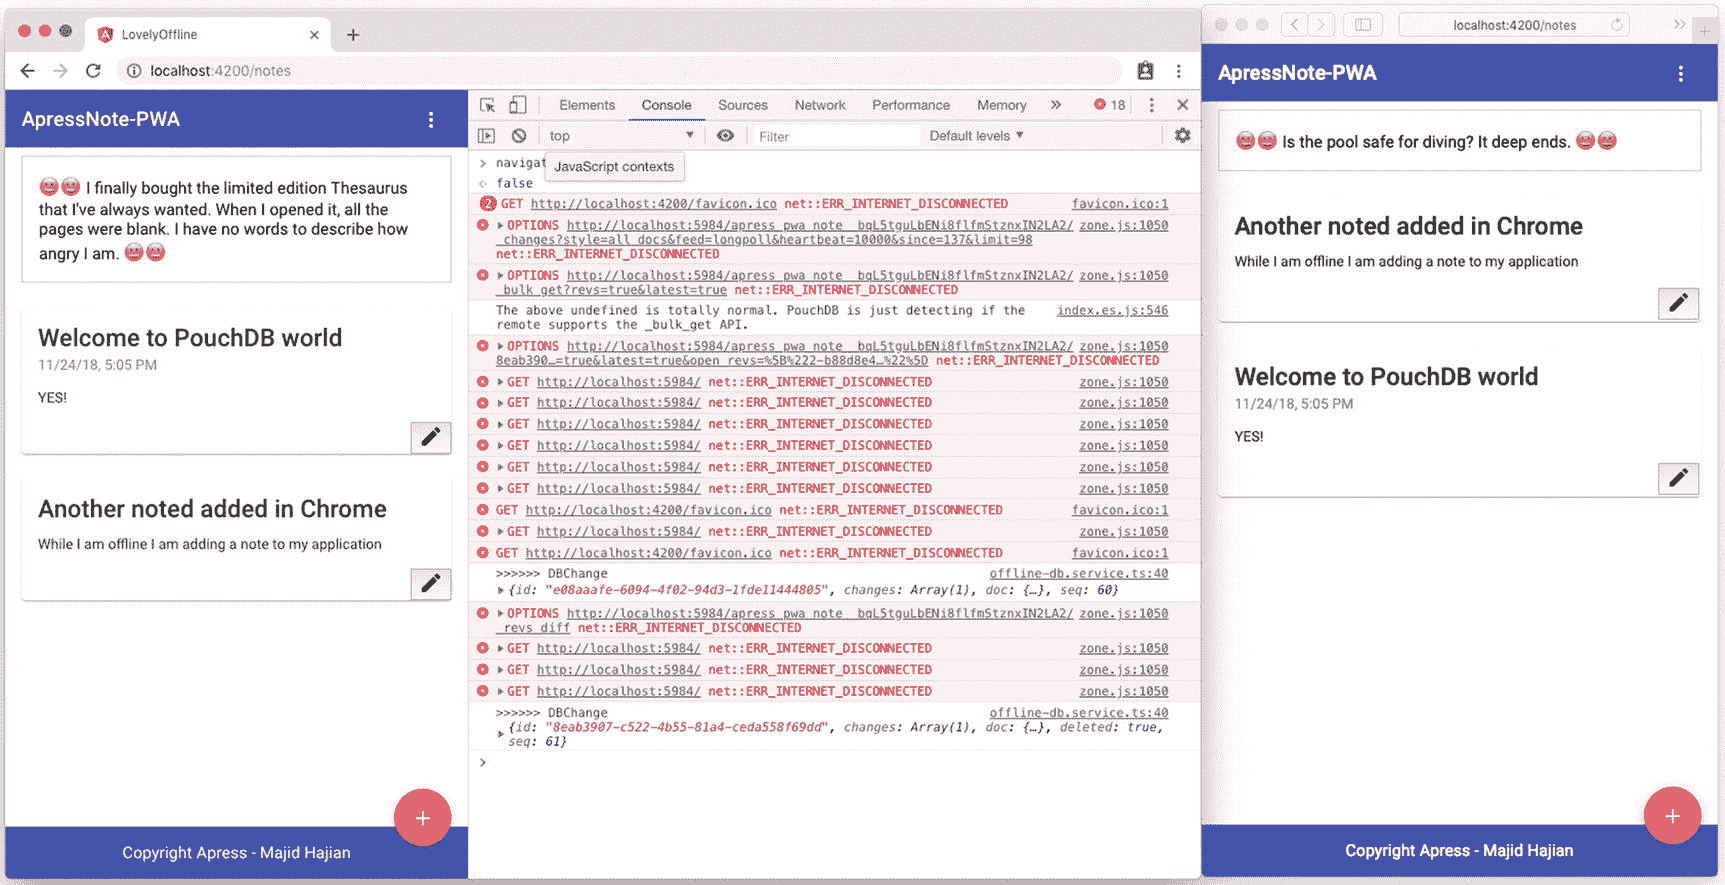 LovelyOffline
localhost:4200/notes
ApressNote-PWA
I finally bought the limited edition Thesaurus
that I've always wanted. When I opened it, all the
pages were blank. I have no words to describe how
angry I am.
Welcome to PouchDB world
11/24/18, 5:05 PM
YES!
Another noted added in Chrome
While I am offline I am adding a note to my application
+
Copyright Apress - Majid Hajian
Elements Console Sources Network Performance Memory » 18
top Filter Default levels ▼
> navigat
JavaScript contexts
false
2 GET http://localhost:4200/favicon.ico net::ERR_INTERNET_DISCONNECTED favicon.ico:1
OPTIONS http://localhost:5984/apress_pwa_note__bqL5tguLbENi8flfmStznxIN2LA2/ zone.js:1050
_changes?style=all_docs&feed=longpoll&heartbeat=10000&since=137&limit=98
net::ERR_INTERNET_DISCONNECTED
OPTIONS http://localhost:5984/apress_pwa_note__bqL5tguLbENi8flfmStznxIN2LA2/ zone.js:1050
_bulk_get?revs=true&latest=true net::ERR_INTERNET_DISCONNECTED
The above undefined is totally normal. PouchDB is just detecting if the index.es.js:546
remote supports the _bulk_get API.
OPTIONS http://localhost:5984/apress_pwa_note__bqL5tguLbENi8flfmStznxIN2LA2/ zone.js:1050
8eab390…=true&latest=true&open_revs=%5B%222-b88d8e4…%22%5D net::ERR_INTERNET_DISCONNECTED
GET http://localhost:5984/ net::ERR_INTERNET_DISCONNECTED zone.js:1050
GET http://localhost:5984/ net::ERR_INTERNET_DISCONNECTED zone.js:1050
GET http://localhost:5984/ net::ERR_INTERNET_DISCONNECTED zone.js:1050
GET http://localhost:5984/ net::ERR_INTERNET_DISCONNECTED zone.js:1050
GET http://localhost:5984/ net::ERR_INTERNET_DISCONNECTED zone.js:1050
GET http://localhost:5984/ net::ERR_INTERNET_DISCONNECTED zone.js:1050
GET http://localhost:4200/favicon.ico net::ERR_INTERNET_DISCONNECTED favicon.ico:1
GET http://localhost:5984/ net::ERR_INTERNET_DISCONNECTED zone.js:1050
GET http://localhost:4200/favicon.ico net::ERR_INTERNET_DISCONNECTED favicon.ico:1
>>>>>> DBChange offline-db.service.ts:40
{id: "e08aaafe-6094-4f02-94d3-1fde11444805", changes: Array(1), doc: {…}, seq: 60}
OPTIONS http://localhost:5984/apress_pwa_note__bqL5tguLbENi8flfmStznxIN2LA2/ zone.js:1050
_revs_diff net::ERR_INTERNET_DISCONNECTED
GET http://localhost:5984/ net::ERR_INTERNET_DISCONNECTED zone.js:1050
GET http://localhost:5984/ net::ERR_INTERNET_DISCONNECTED zone.js:1050
GET http://localhost:5984/ net::ERR_INTERNET_DISCONNECTED zone.js:1050
>>>>>> DBChange offline-db.service.ts:40
{id: "8eab3907-c522-4b55-81a4-ceda558f69dd", changes: Array(1), doc: {…}, deleted: true,
seq: 61}
>
localhost:4200/notes
ApressNote-PWA
Is the pool safe for diving? It deep ends.
Another noted added in Chrome
While I am offline I am adding a note to my application
Welcome to PouchDB world
11/24/18, 5:05 PM
YES!
+
Copyright Apress - Majid Hajian